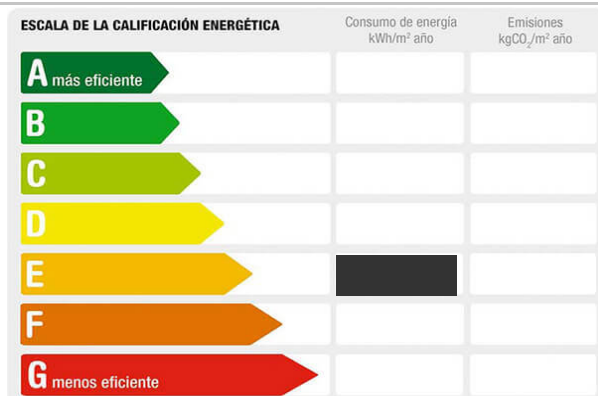 ESCALA DE LA CALIFICACIÓN ENERGÉTICA
Consumo de energía
kWh/m² año
Emisiones
kgCO₂/m² año
A más eficiente
B
C
D
E
F
G menos eficiente